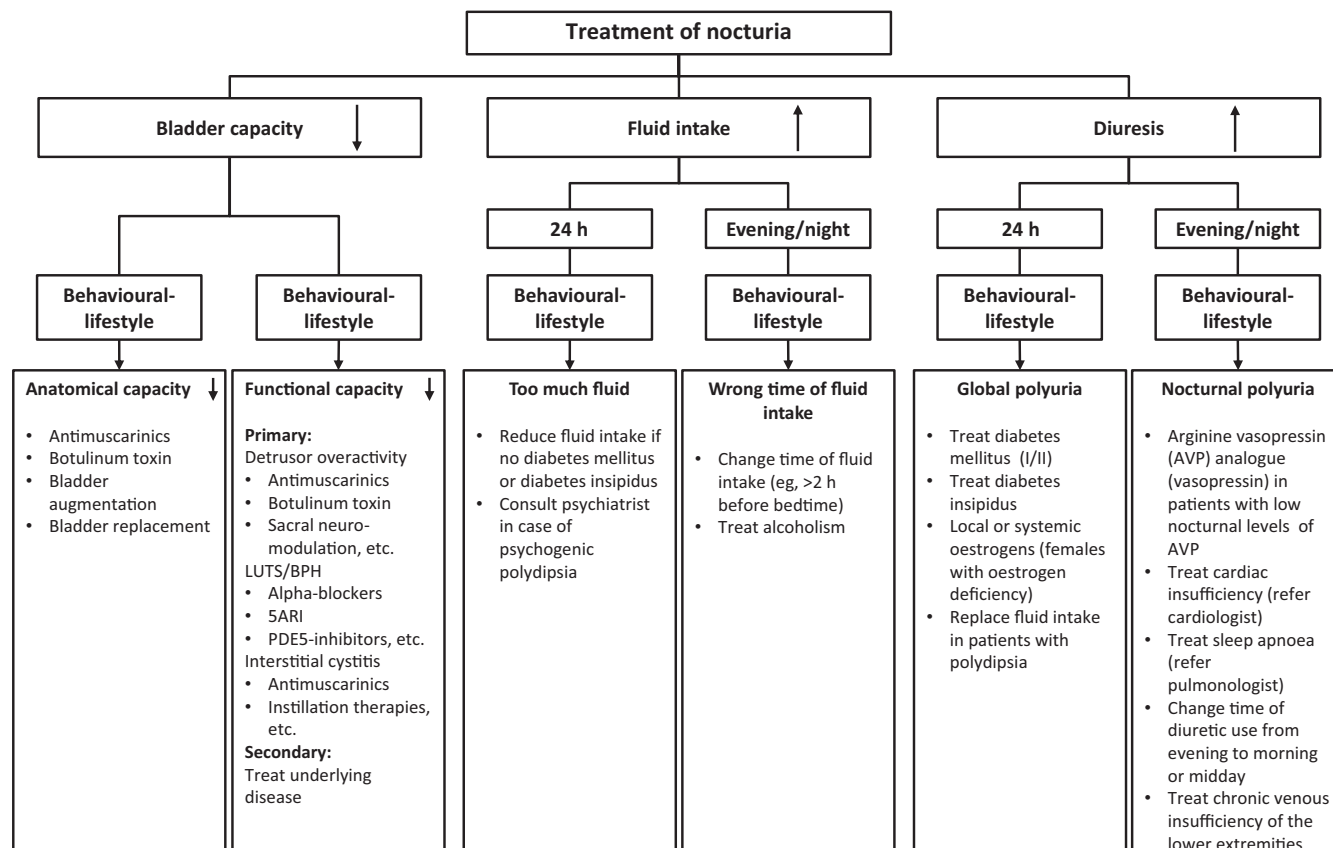 Treatment of nocturia
Bladder capacity
Fluid intake
Diuresis
24 h
Evening/night
24 h
Evening/night
Behavioural-
lifestyle
Behavioural-
lifestyle
Behavioural-
lifestyle
Behavioural-
lifestyle
Behavioural-
lifestyle
Behavioural-
lifestyle
Anatomical capacity
• Antimuscarinics
• Botulinum toxin
• Bladder
augmentation
• Bladder replacement
Functional capacity
Primary:
Detrusor overactivity
• Antimuscarinics
• Botulinum toxin
• Sacral neuro-
modulation, etc.
LUTS/BPH
• Alpha-blockers
• 5ARI
• PDE5-inhibitors, etc.
Interstitial cystitis
• Antimuscarinics
• Instillation therapies,
etc.
Secondary:
Treat underlying
disease
Too much fluid
• Reduce fluid intake if
no diabetes mellitus
or diabetes insipidus
• Consult psychiatrist
in case of
psychogenic
polydipsia
Wrong time of fluid
intake
• Change time of fluid
intake (eg, >2 h
before bedtime)
• Treat alcoholism
Global polyuria
• Treat diabetes
mellitus (I/II)
• Treat diabetes
insipidus
• Local or systemic
oestrogens (females
with oestrogen
deficiency)
• Replace fluid intake
in patients with
polydipsia
Nocturnal polyuria
• Arginine vasopressin
(AVP) analogue
(vasopressin) in
patients with low
nocturnal levels of
AVP
• Treat cardiac
insufficiency (refer
cardiologist)
• Treat sleep apnoea
(refer
pulmonologist)
• Change time of
diuretic use from
evening to morning
or midday
• Treat chronic venous
insufficiency of the
lower extremities